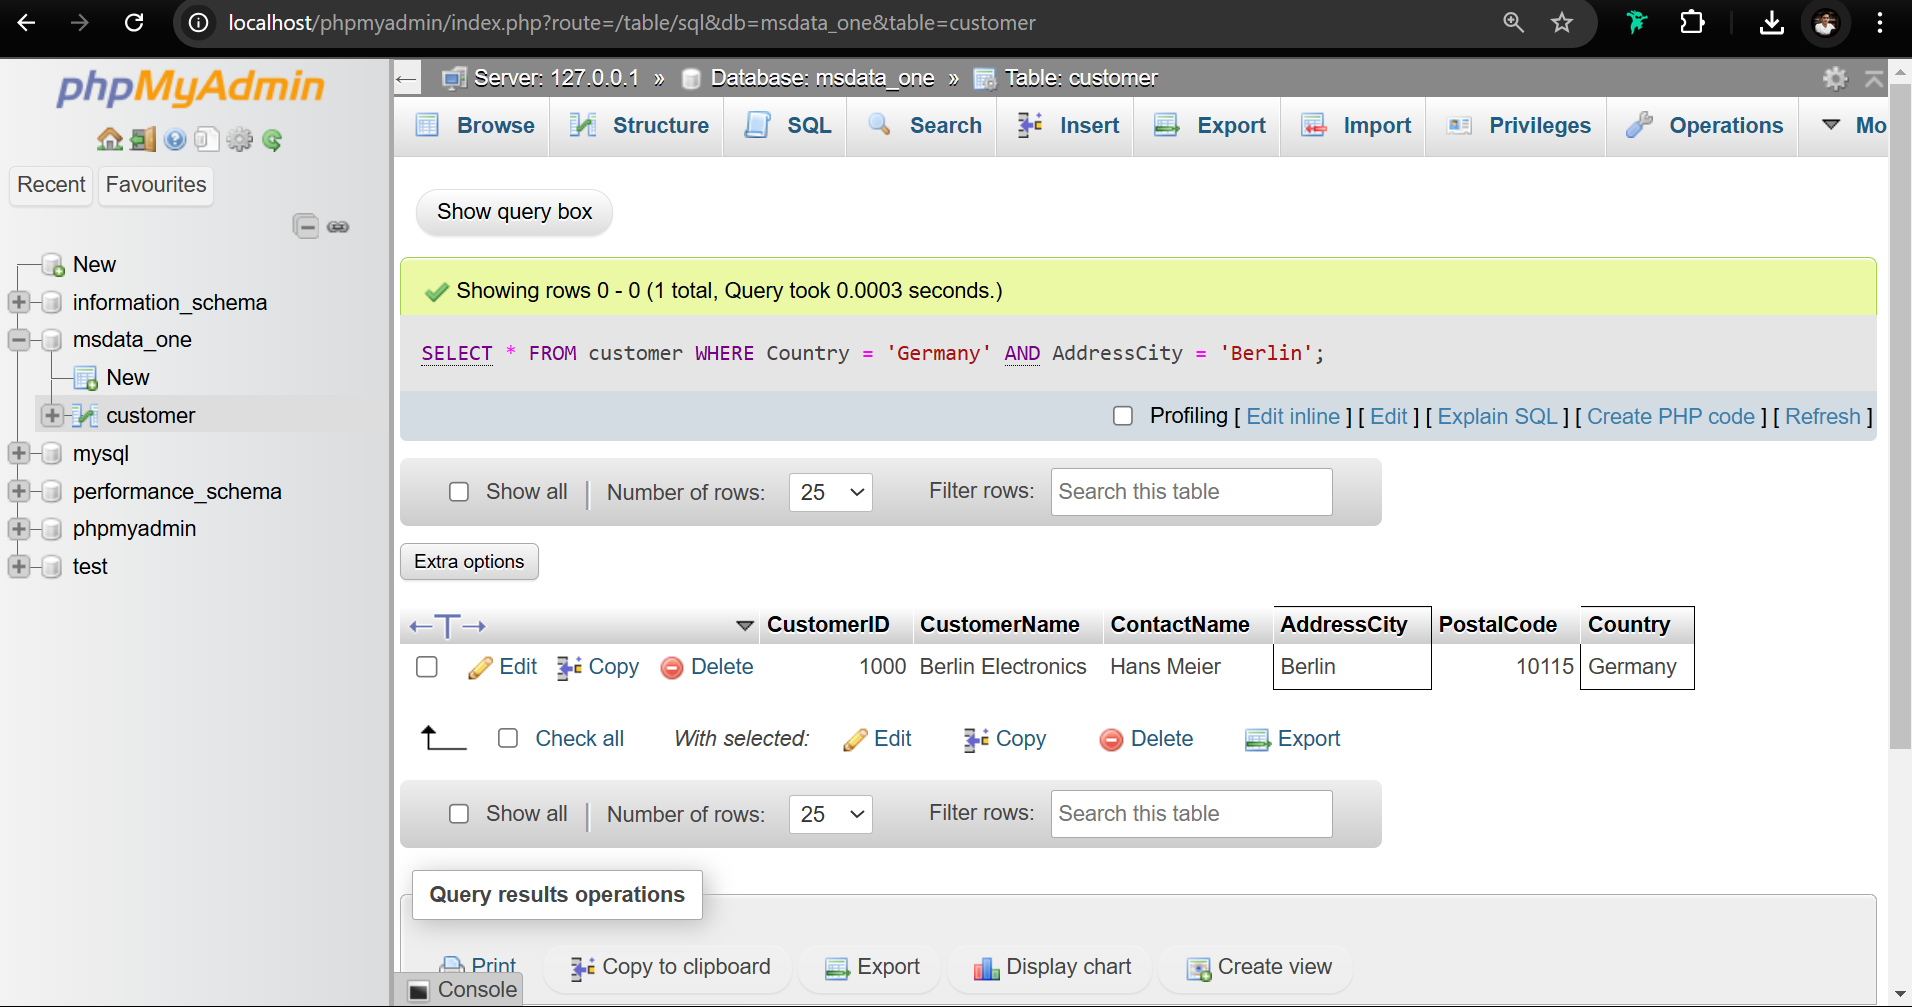 localhost/phpmyadmin/index.php?route=/table/sql&db=msdata_one&table=customer
phpMyAdmin
Recent Favourites
New
information_schema
msdata_one
New
customer
mysql
performance_schema
phpmyadmin
test
Server: 127.0.0.1 » Database: msdata_one » Table: customer
Browse Structure SQL Search Insert Export Import Privileges Operations Mo
Show query box
Showing rows 0 - 0 (1 total, Query took 0.0003 seconds.)
SELECT * FROM customer WHERE Country = 'Germany' AND AddressCity = 'Berlin';
Profiling [ Edit inline ] [ Edit ] [ Explain SQL ] [ Create PHP code ] [ Refresh ]
Show all | Number of rows: 25 Filter rows: Search this table
Extra options
←T→ CustomerID CustomerName ContactName AddressCity PostalCode Country
Edit Copy Delete 1000 Berlin Electronics Hans Meier Berlin 10115 Germany
Check all With selected: Edit Copy Delete Export
Show all | Number of rows: 25 Filter rows: Search this table
Query results operations
Print Copy to clipboard Export Display chart Create view
Console